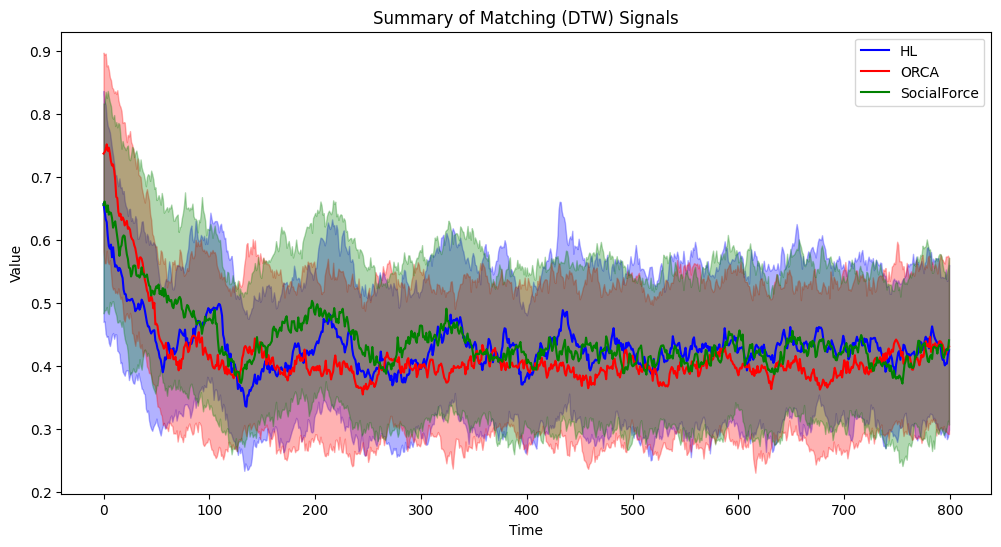 Summary of Matching (DTW) Signals
HL
ORCA
SocialForce
Value
0.9
0.8
0.7
0.6
0.5
0.4
0.3
0.2
0 100 200 300 400 500 600 700 800
Time